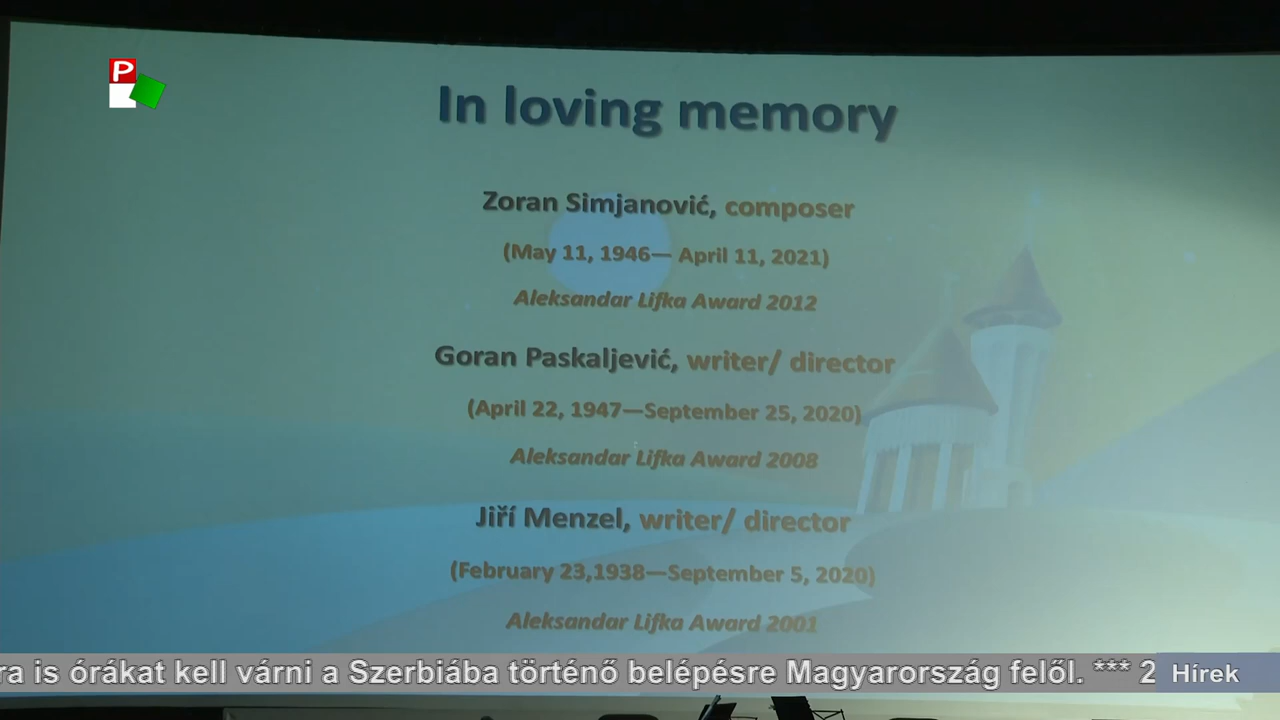 P
In loving memory
Zoran Simjanović, composer
(May 11, 1946— April 11, 2021)
Aleksandar Lifka Award 2012
Goran Paskaljević, writer/ director
(April 22, 1947—September 25, 2020)
Aleksandar Lifka Award 2008
Jiří Menzel, writer/ director
(February 23,1938—September 5, 2020)
Aleksandar Lifka Award 2001
ra is órákat kell várni a Szerbiába történő belépésre Magyarország felől. *** 2 Hírek